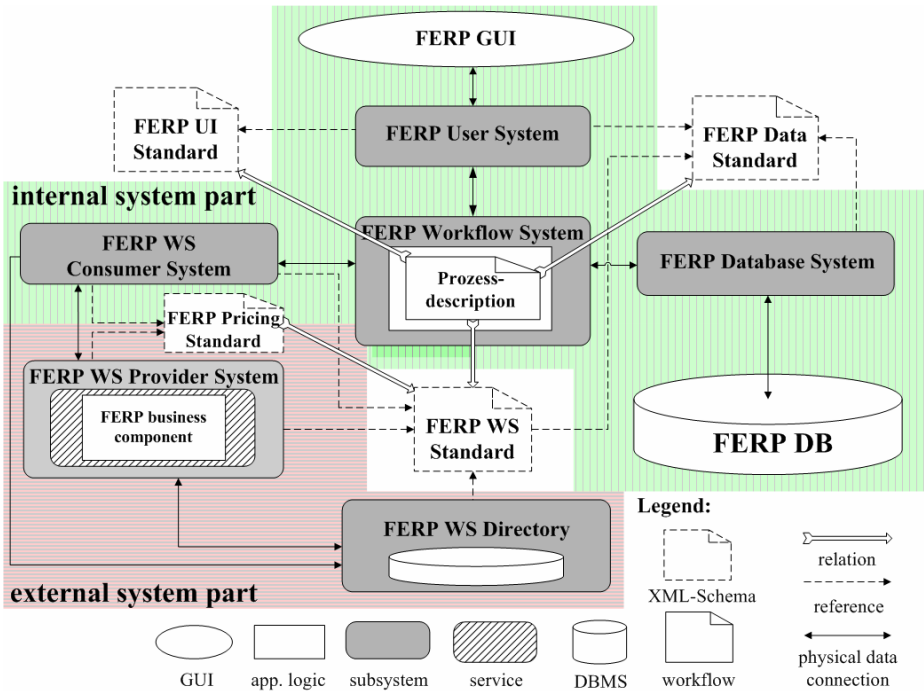 FERP GUI
FERP UI
Standard
FERP User System
FERP Data
Standard
internal system part
FERP WS
Consumer System
FERP Workflow System
Prozess-
description
FERP Database System
FERP Pricing
Standard
FERP WS Provider System
FERP business
component
FERP WS
Standard
FERP DB
FERP WS Directory
external system part
Legend:
XML-Schema
relation
reference
GUI
app. logic
subsystem
service
DBMS
workflow
physical data
connection